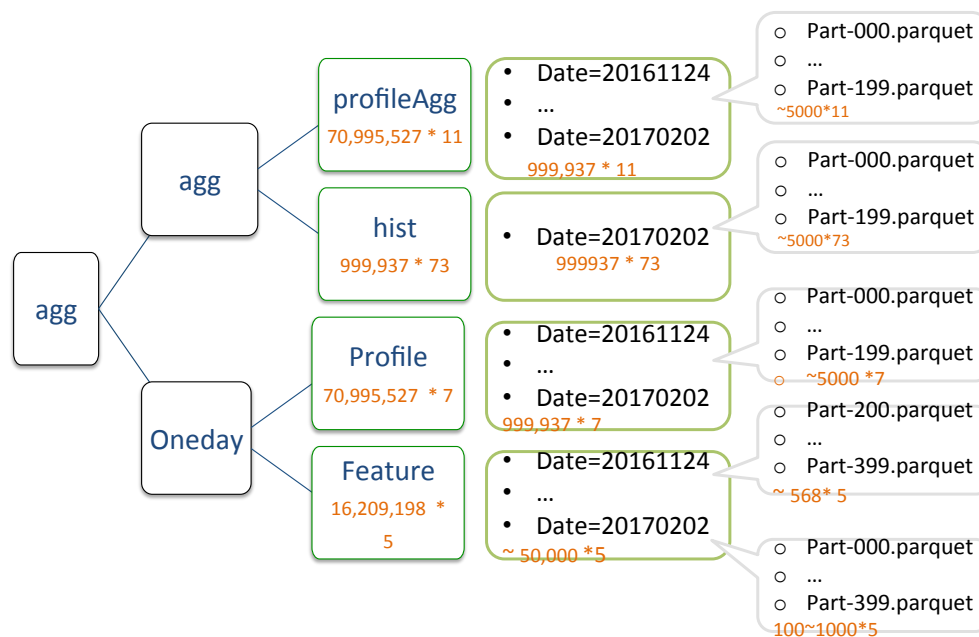 agg
agg
Oneday
profileAgg
70,995,527 * 11
hist
999,937 * 73
Profile
70,995,527 * 7
Feature
16,209,198 *
5
• Date=20161124
• ...
• Date=20170202
999,937 * 11
• Date=20170202
999937 * 73
• Date=20161124
• ...
• Date=20170202
999,937 * 7
• Date=20161124
• ...
• Date=20170202
~ 50,000 *5
o Part-000.parquet
o ...
o Part-199.parquet
~5000*11
o Part-000.parquet
o ...
o Part-199.parquet
~5000*73
o Part-000.parquet
o ...
o Part-199.parquet
o ~5000 *7
o Part-200.parquet
o ...
o Part-399.parquet
~ 568* 5
o Part-000.parquet
o ...
o Part-399.parquet
100~1000*5